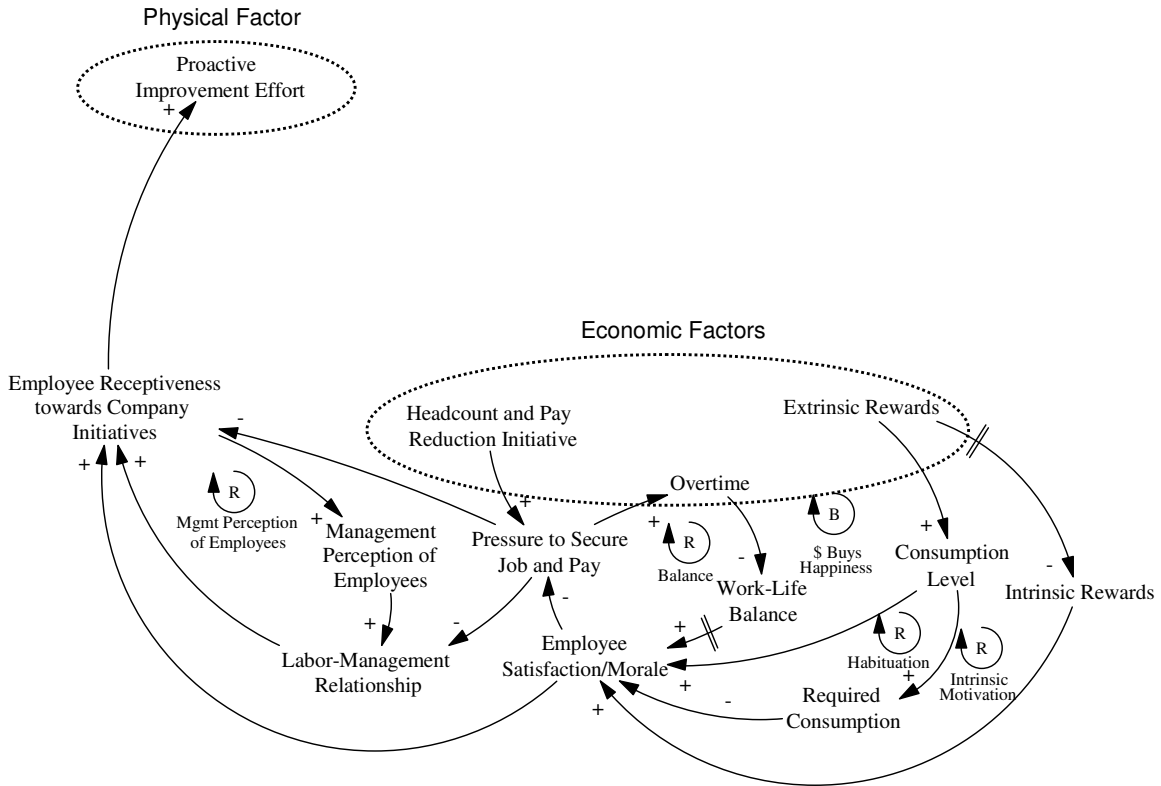 Physical Factor
Proactive
Improvement Effort
+
Economic Factors
Employee Receptiveness
towards Company
Initiatives
-
+
+
Headcount and Pay
Reduction Initiative
Extrinsic Rewards
Overtime
R
Mgmt Perception
of Employees
+
Management
Perception of
Employees
+
Pressure to Secure
Job and Pay
+
R
Balance
-
B
$ Buys
Happiness
+
Consumption
Level
-
Intrinsic Rewards
Work-Life
Balance
+
-
-
+
Employee
Satisfaction/Morale
Labor-Management
Relationship
R
Habituation
R
Intrinsic
Motivation
+
+
Required
Consumption
-
+